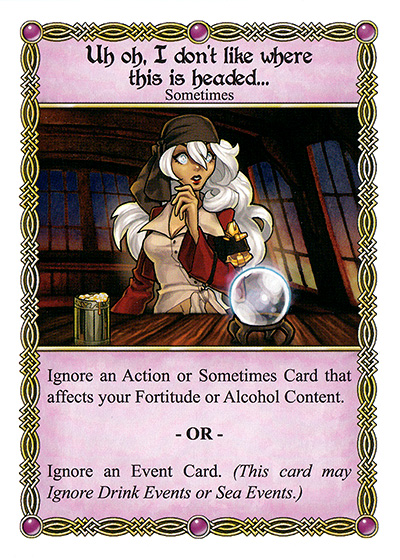 Uh oh, I don't like where
this is headed...
Sometimes
Ignore an Action or Sometimes Card that
affects your Fortitude or Alcohol Content.
- OR -
Ignore an Event Card. (This card may
Ignore Drink Events or Sea Events.)